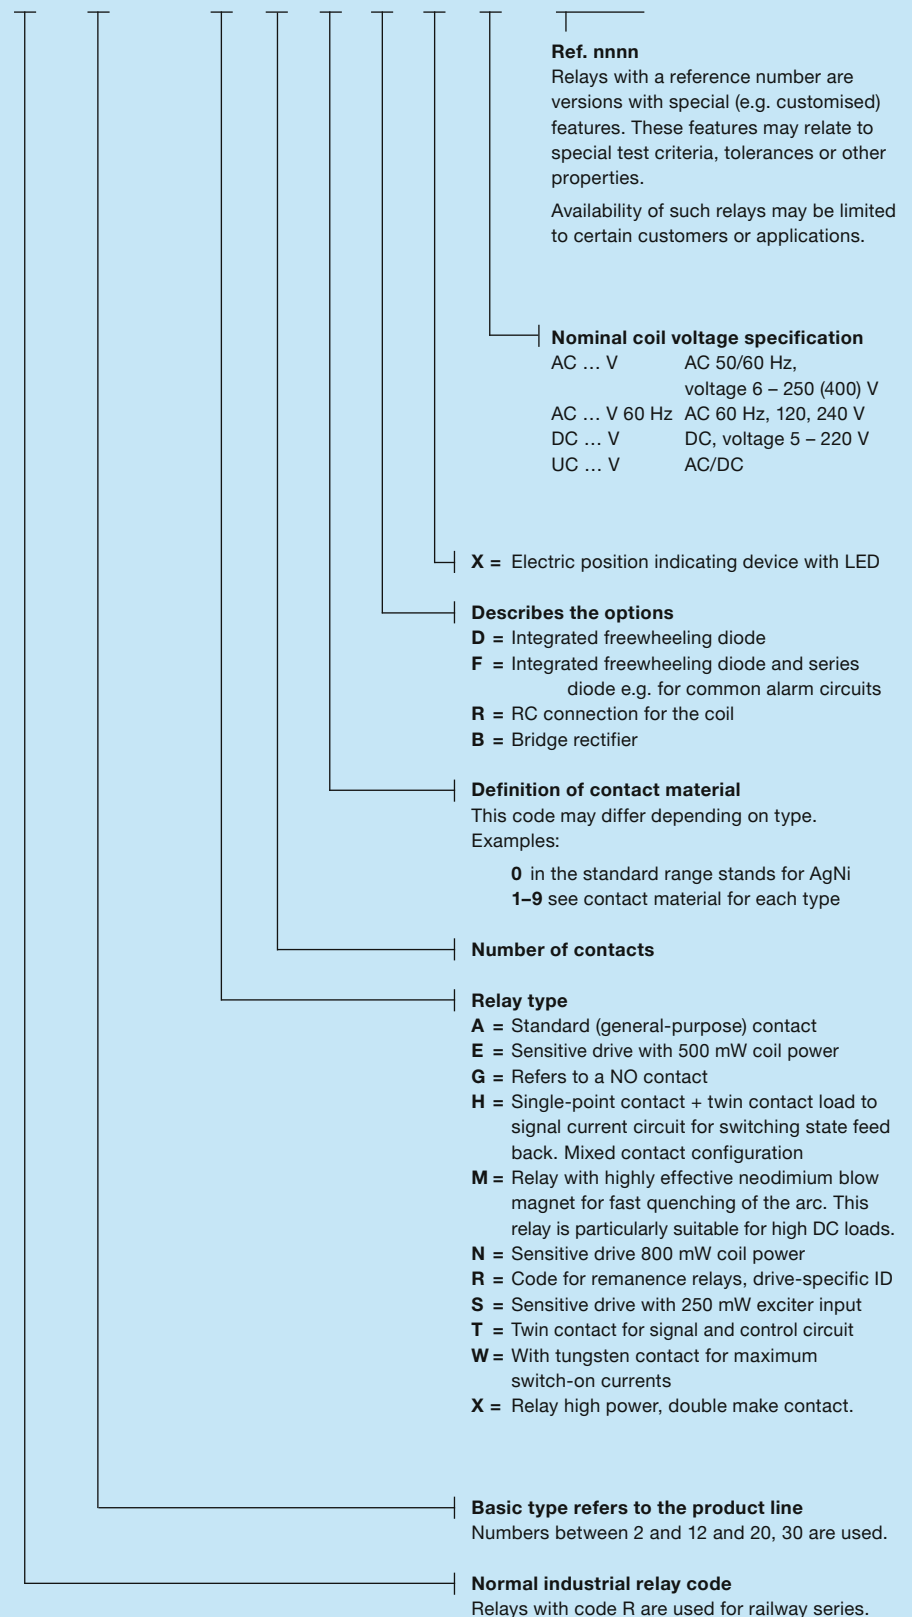 Ref. nnnn
Relays with a reference number are
versions with special (e.g. customised)
features. These features may relate to
special test criteria, tolerances or other
properties.
Availability of such relays may be limited
to certain customers or applications.
Nominal coil voltage specification
AC … V AC 50/60 Hz,
voltage 6 – 250 (400) V
AC … V 60 Hz AC 60 Hz, 120, 240 V
DC … V DC, voltage 5 – 220 V
UC … V AC/DC
X = Electric position indicating device with LED
Describes the options
D = Integrated freewheeling diode
F = Integrated freewheeling diode and series
diode e.g. for common alarm circuits
R = RC connection for the coil
B = Bridge rectifier
Definition of contact material
This code may differ depending on type.
Examples:
0 in the standard range stands for AgNi
1–9 see contact material for each type
Number of contacts
Relay type
A = Standard (general-purpose) contact
E = Sensitive drive with 500 mW coil power
G = Refers to a NO contact
H = Single-point contact + twin contact load to
signal current circuit for switching state feed
back. Mixed contact configuration
M = Relay with highly effective neodimium blow
magnet for fast quenching of the arc. This
relay is particularly suitable for high DC loads.
N = Sensitive drive 800 mW coil power
R = Code for remanence relays, drive-specific ID
S = Sensitive drive with 250 mW exciter input
T = Twin contact for signal and control circuit
W = With tungsten contact for maximum
switch-on currents
X = Relay high power, double make contact.
Basic type refers to the product line
Numbers between 2 and 12 and 20, 30 are used.
Normal industrial relay code
Relays with code R are used for railway series.